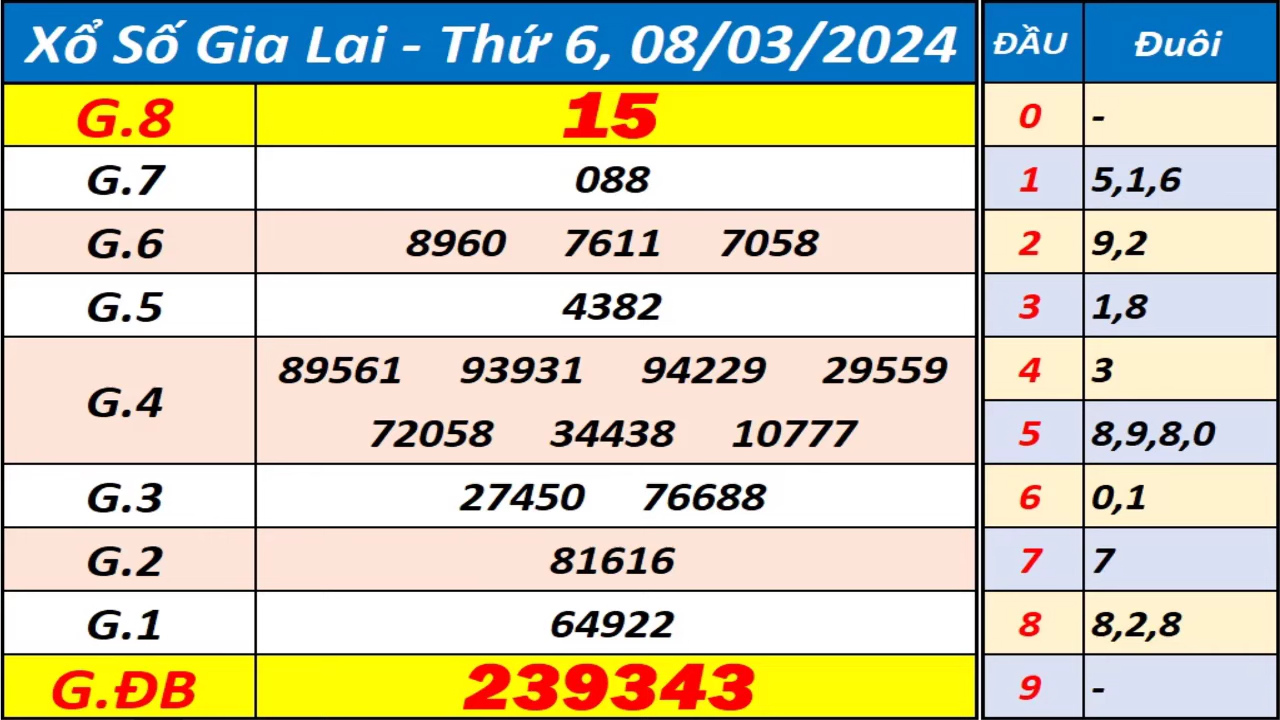 Xổ Số Gia Lai - Thứ 6, 08/03/2024
G.8 15
G.7 088
G.6 8960 7611 7058
G.5 4382
G.4
89561 93931 94229 29559
72058 34438 10777
G.3 27450 76688
G.2 81616
G.1 64922
G.ĐB 239343
ĐẦU Đuôi
0 -
1 5,1,6
2 9,2
3 1,8
4 3
5 8,9,8,0
6 0,1
7 7
8 8,2,8
9 -